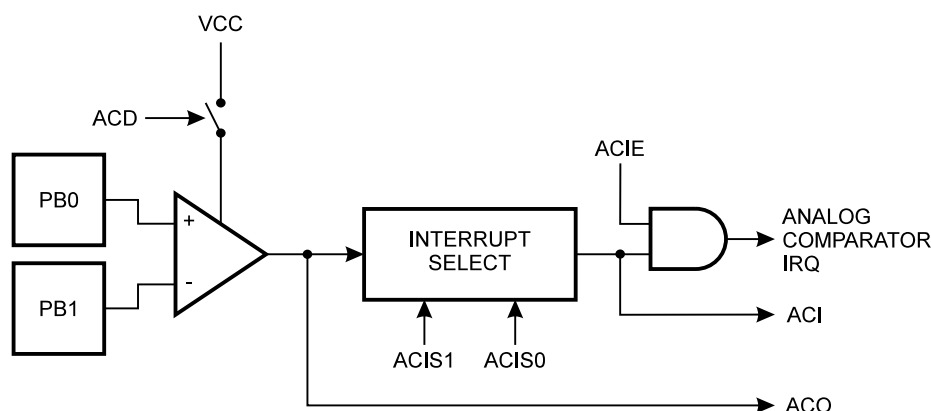 VCC
ACD
PB0
PB1
+
-
INTERRUPT
SELECT
ACIS1
ACIS0
ACIE
ANALOG
COMPARATOR
IRQ
ACI
ACO